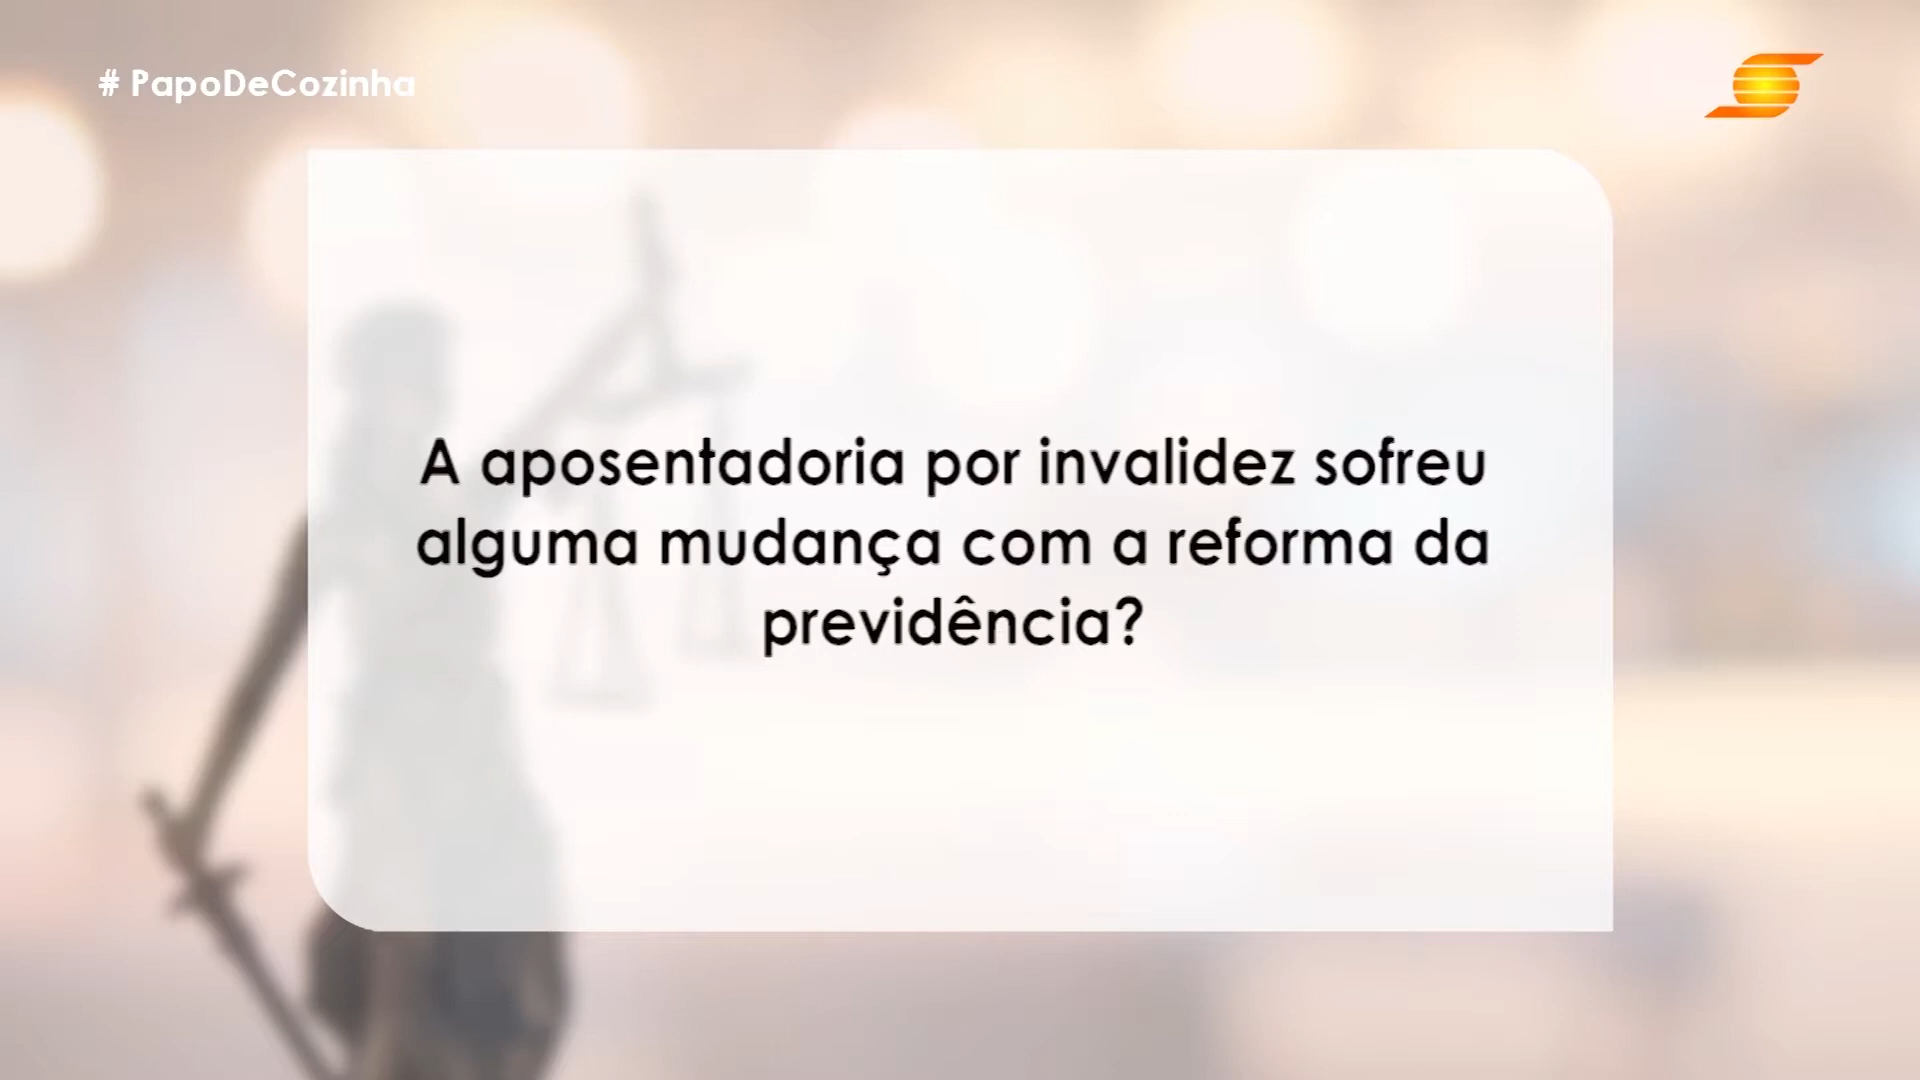 # PapoDeCozinha
A aposentadoria por invalidez sofreu
alguma mudança com a reforma da
previdência?